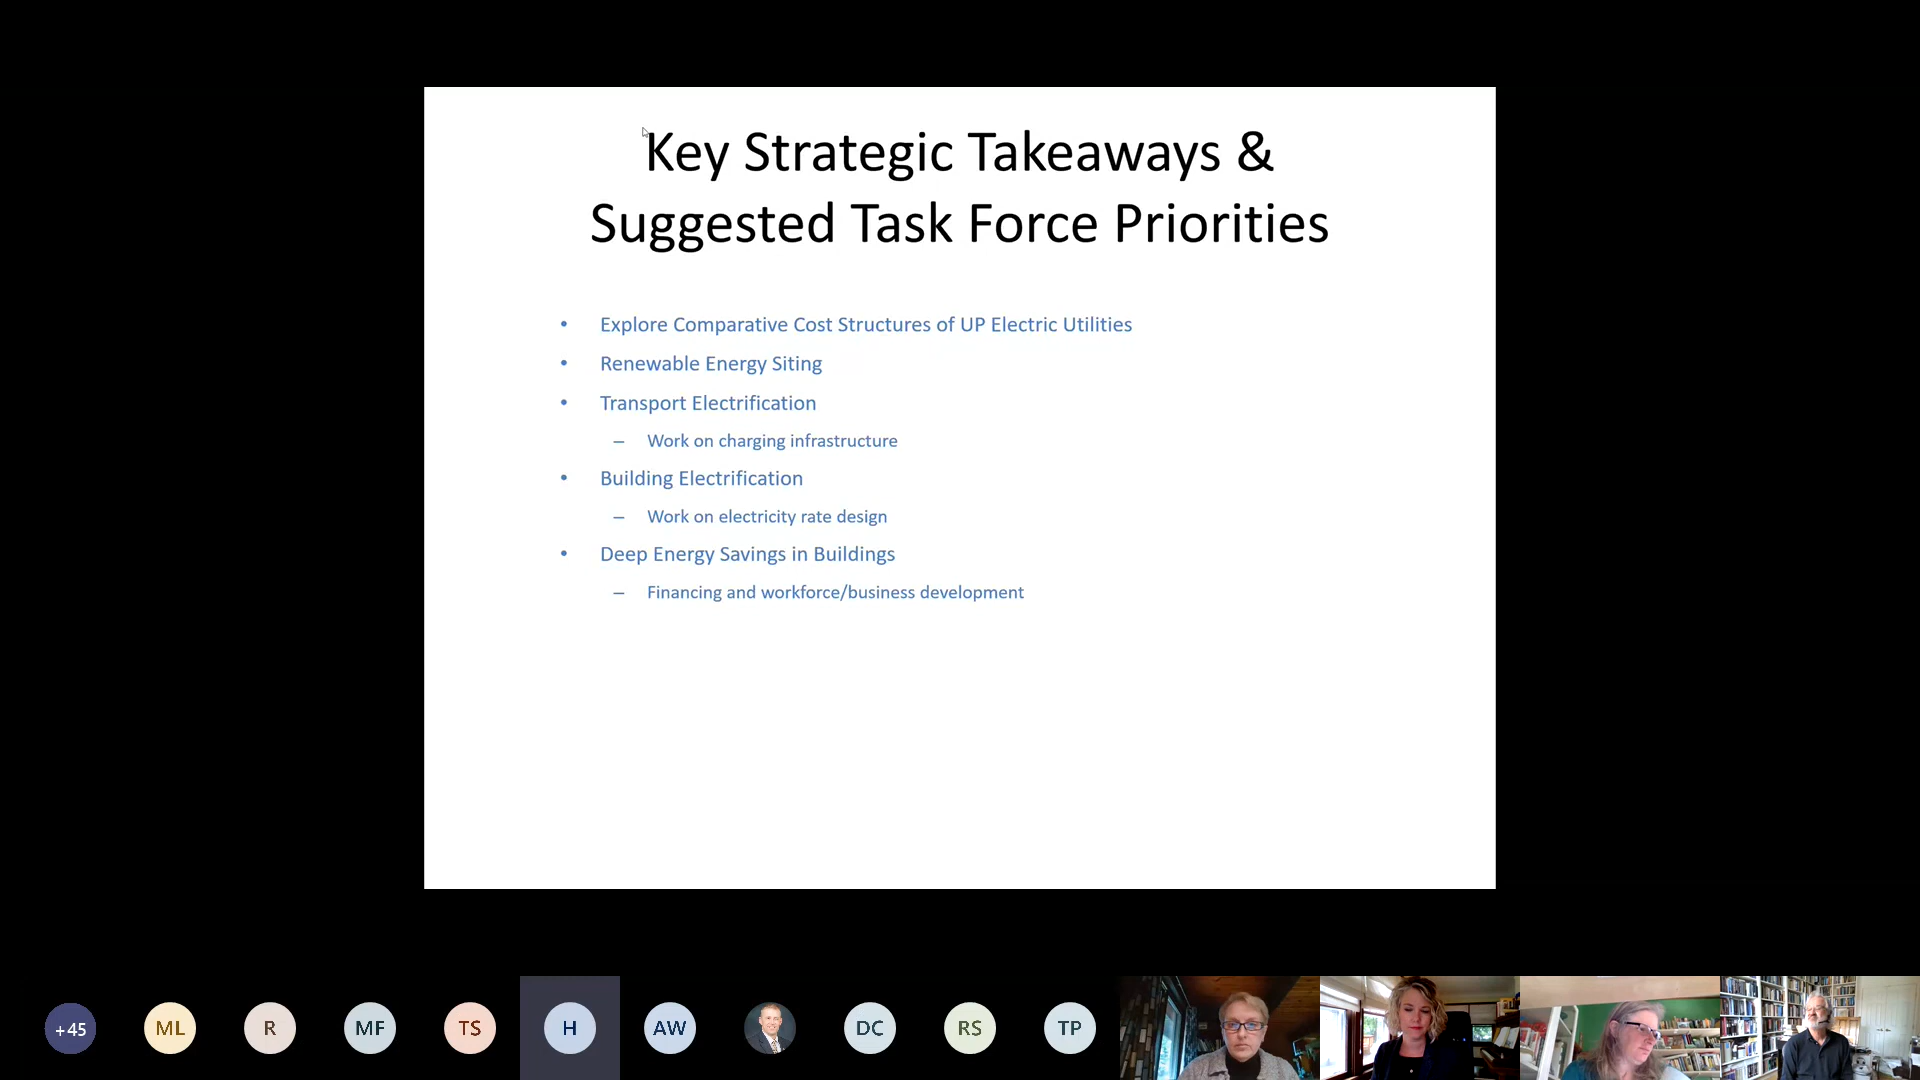 Key Strategic Takeaways &
Suggested Task Force Priorities
• Explore Comparative Cost Structures of UP Electric Utilities
• Renewable Energy Siting
• Transport Electrification
– Work on charging infrastructure
• Building Electrification
– Work on electricity rate design
• Deep Energy Savings in Buildings
– Financing and workforce/business development
+45 ML R MF TS H AW DC RS TP